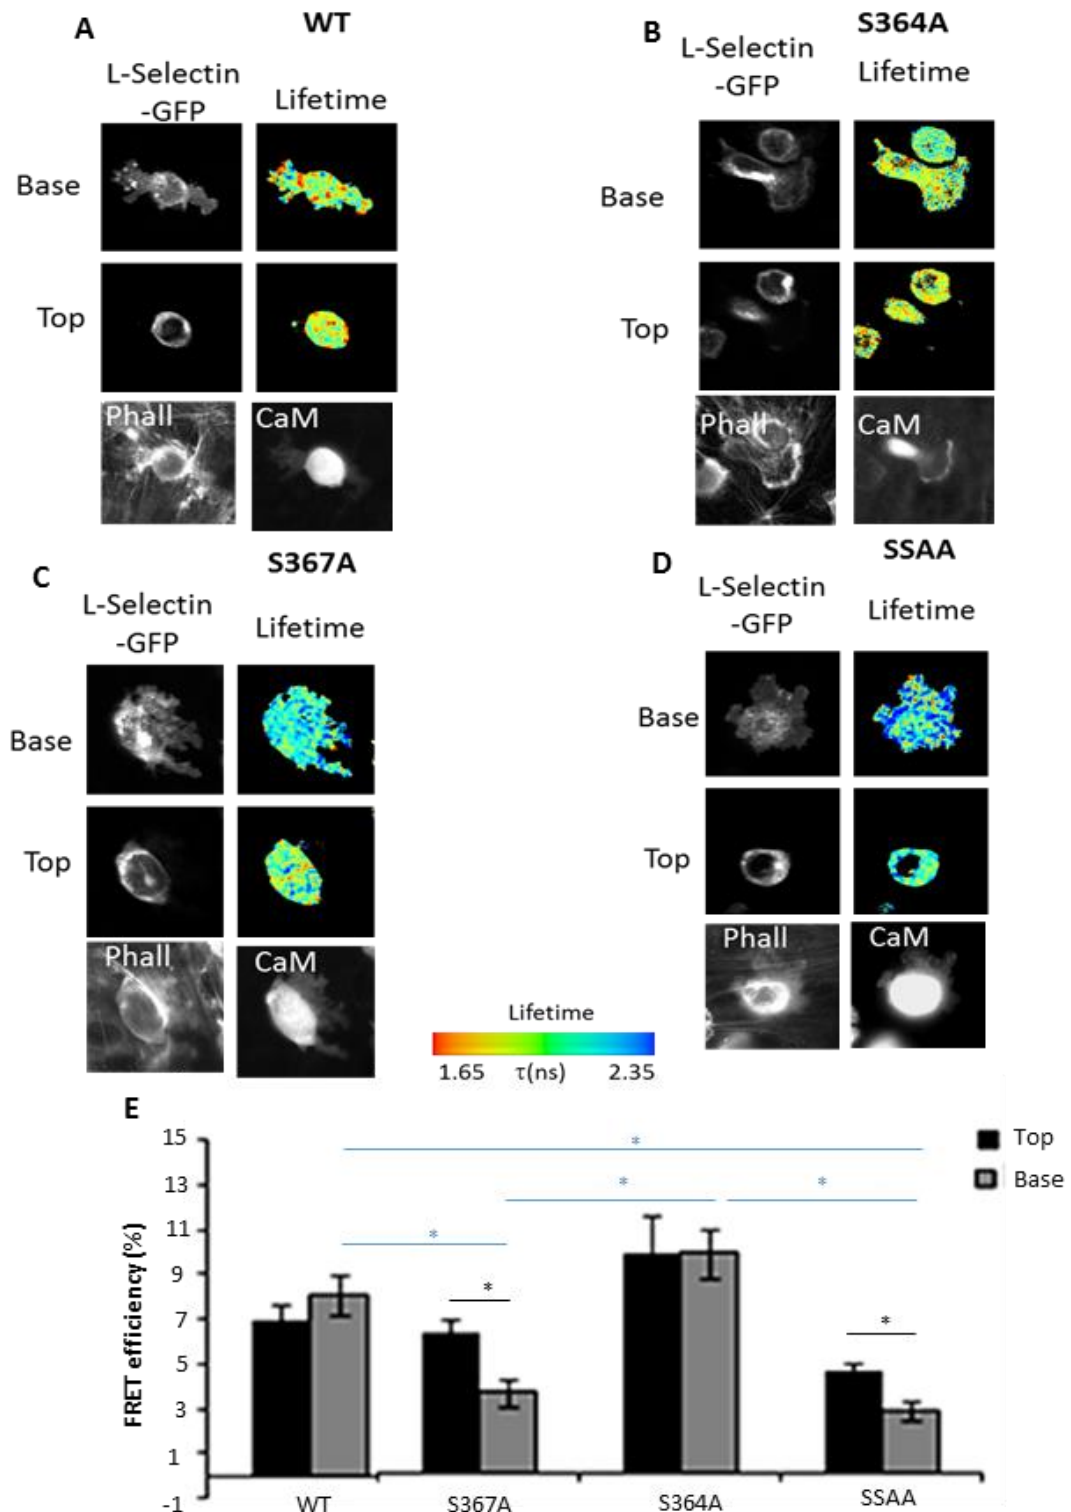 A
WT
L-Selectin
-GFP
Lifetime
Base
Top
Phall
CaM
B
S364A
L-Selectin
-GFP
Lifetime
Base
Top
Phall
CaM
C
S367A
L-Selectin
-GFP
Lifetime
Base
Top
Phall
CaM
D
SSAA
L-Selectin
-GFP
Lifetime
Base
Top
Phall
CaM
Lifetime
1.65 τ(ns) 2.35
E
FRET efficiency (%)
15
13
11
9
7
5
3
1
-1
*
*
*
*
*
*
Top
Base
WT
S367A
S364A
SSAA